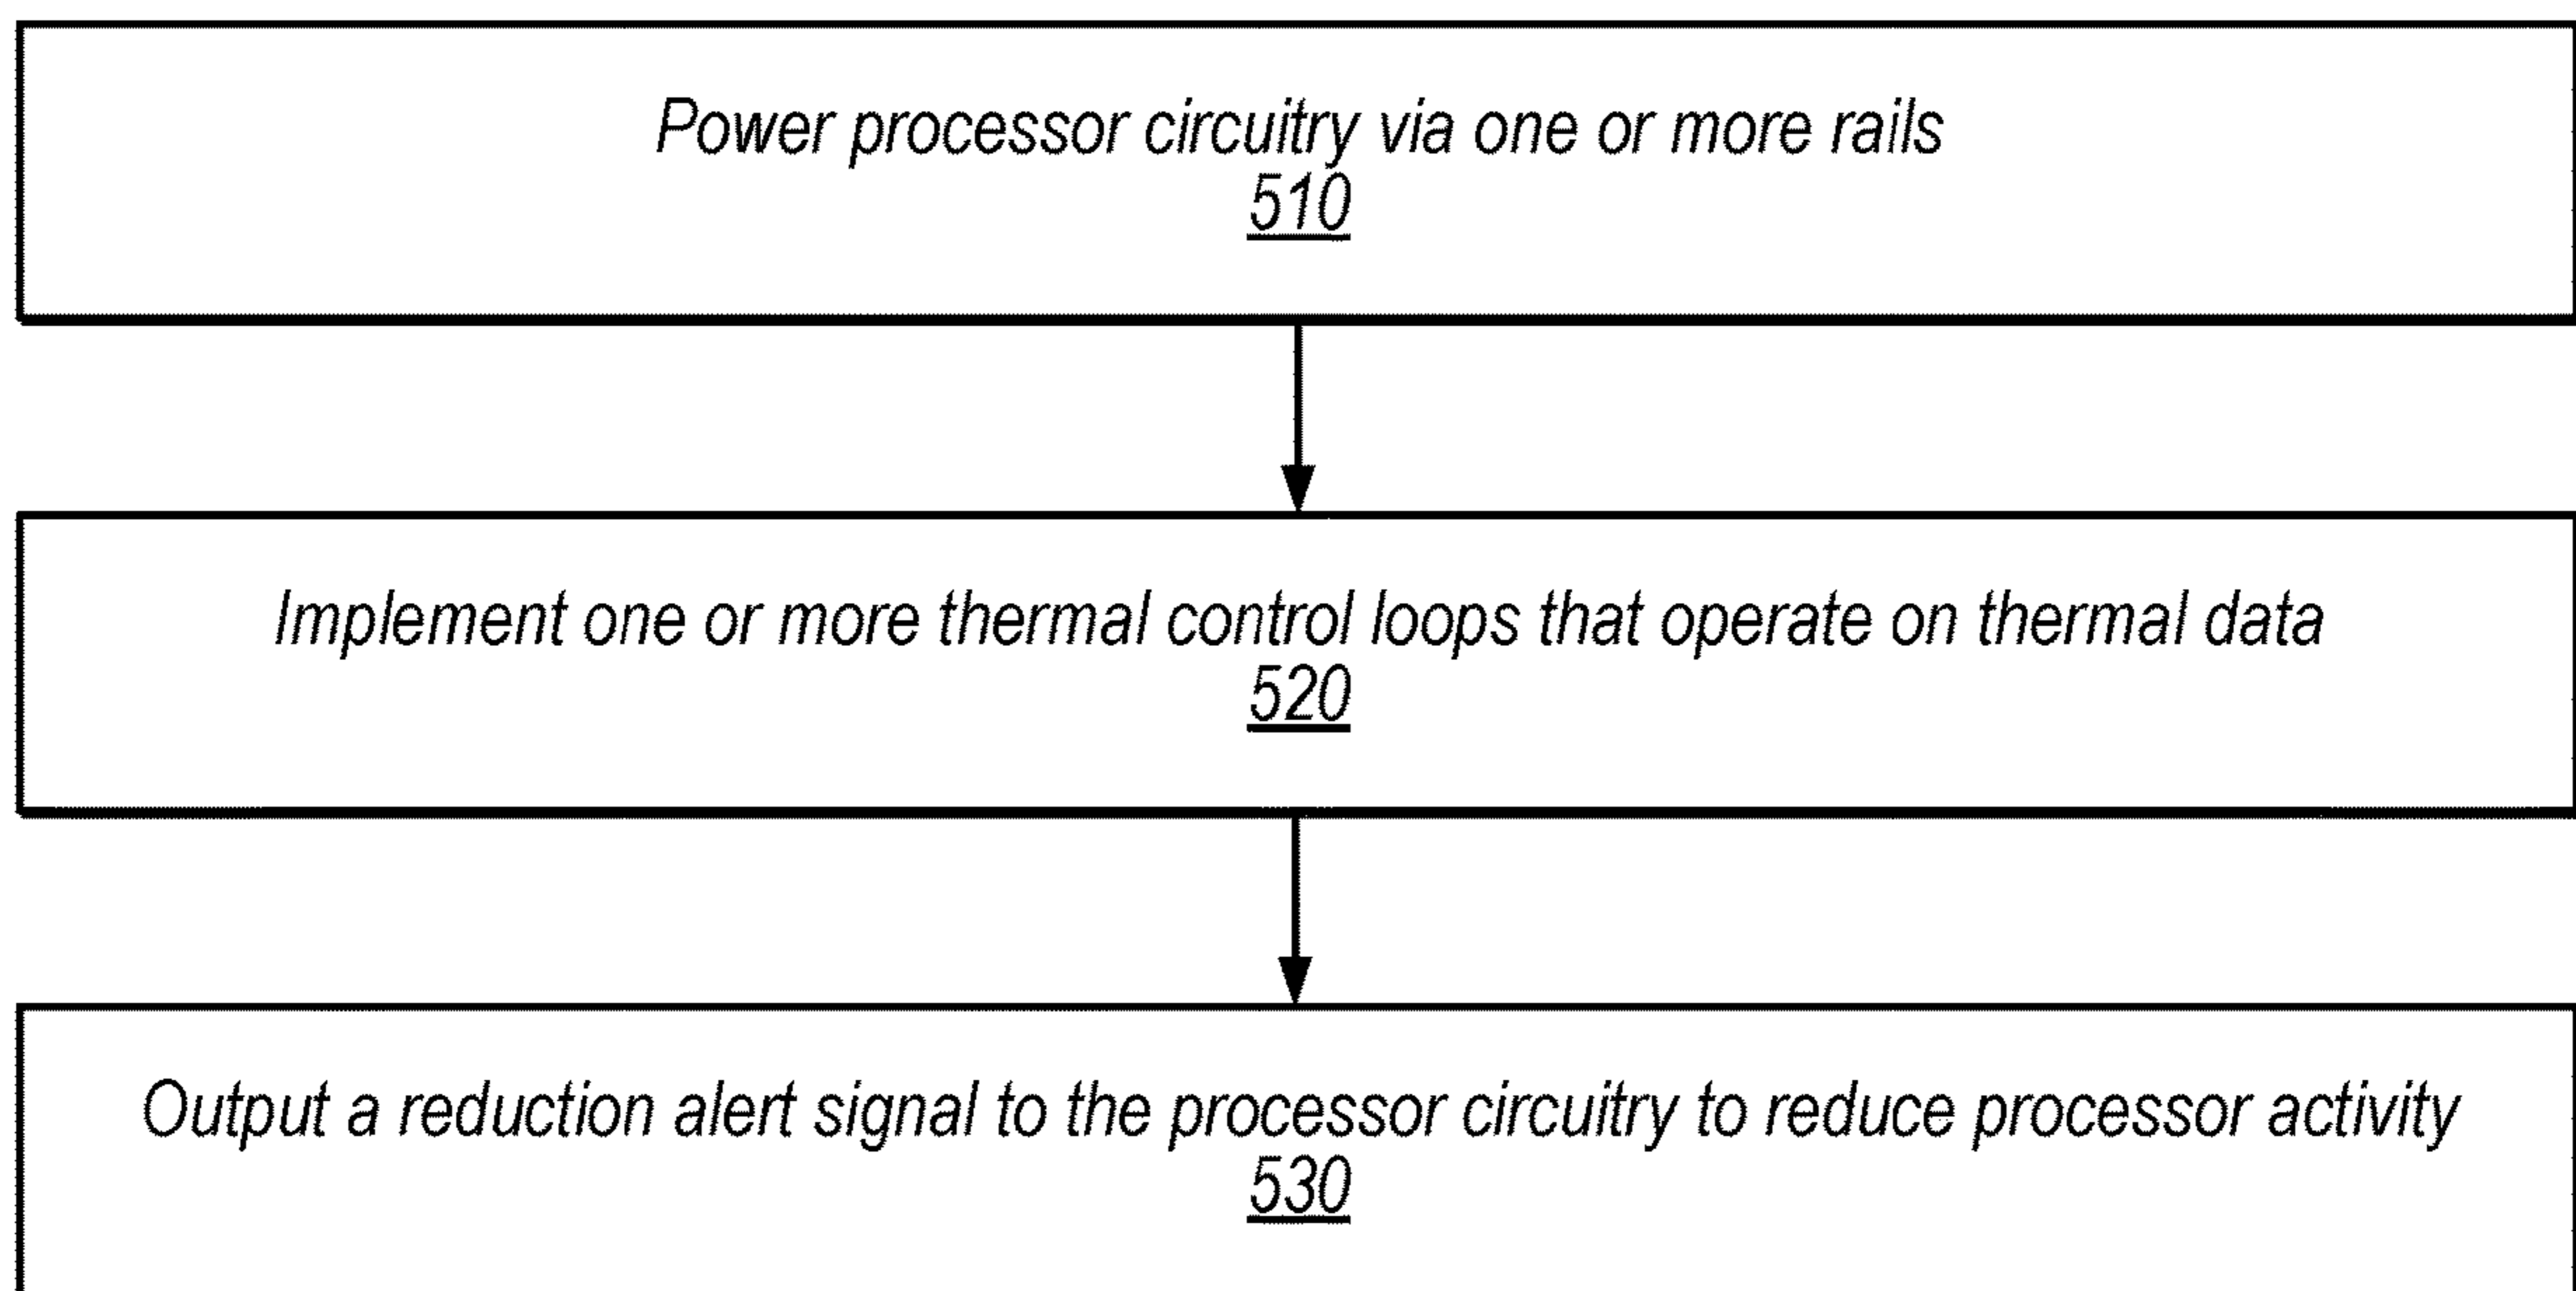 Power processor circuitry via one or more rails
510
Implement one or more thermal control loops that operate on thermal data
520
Output a reduction alert signal to the processor circuitry to reduce processor activity
530